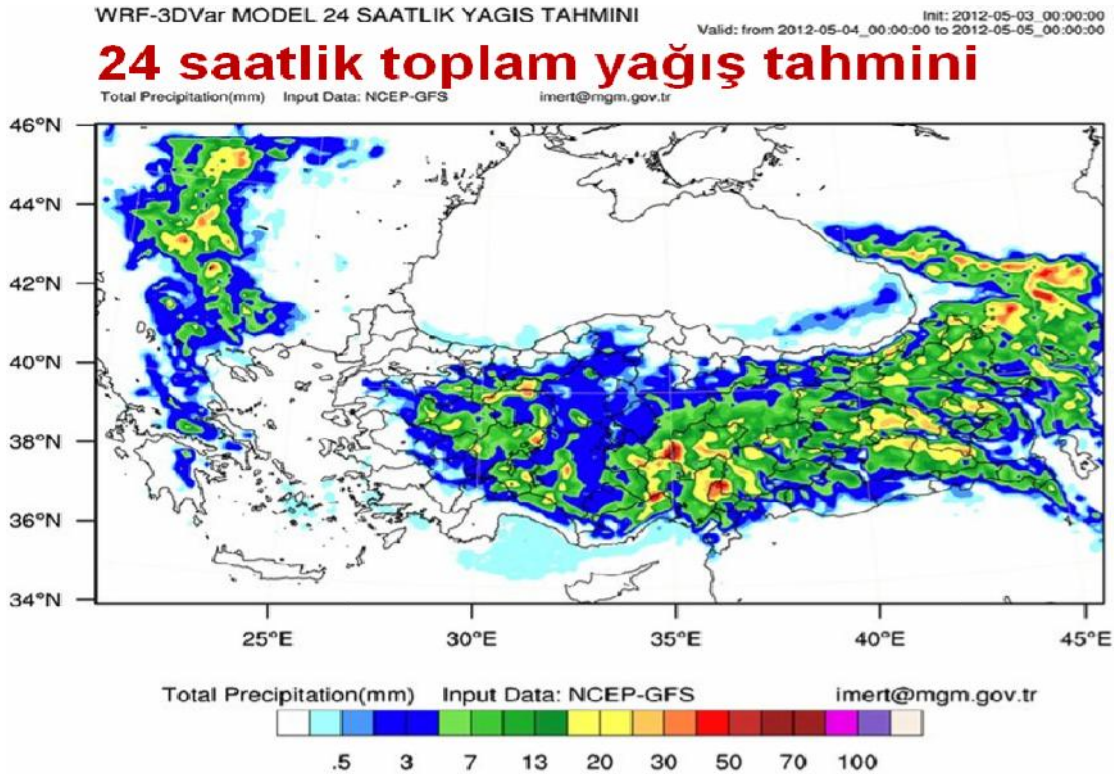 WRF-3DVar MODEL 24 SAATLIK YAGIS TAHMINI
Init: 2012-05-03_00:00:00
Valid: from 2012-05-04_00:00:00 to 2012-05-05_00:00:00
24 saatlik toplam yağış tahmini
Total Precipitation(mm) Input Data: NCEP-GFS imert@mgm.gov.tr
46°N
44°N
42°N
40°N
38°N
36°N
34°N
25°E 30°E 35°E 40°E 45°E
Total Precipitation(mm) Input Data: NCEP-GFS imert@mgm.gov.tr
.5 3 7 13 20 30 50 70 100